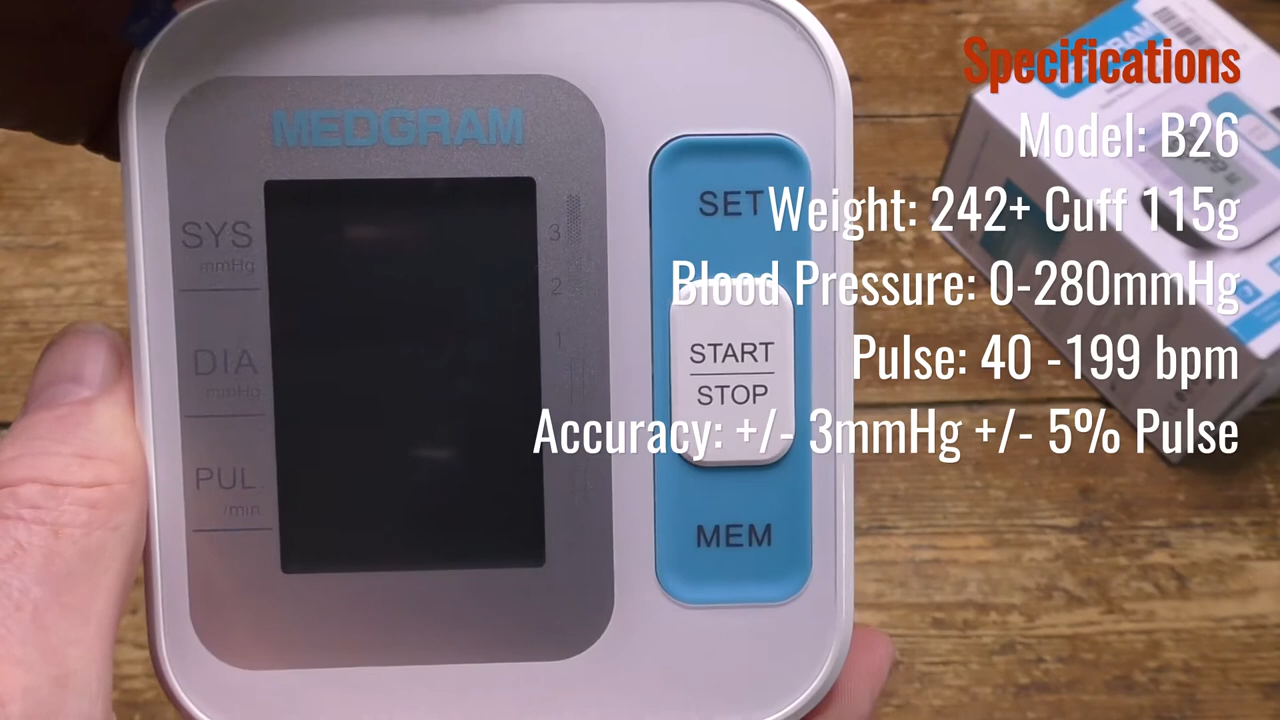 MEDGRAM
SYS
mmHg
DIA
mmHg
PUL
/min
3
2
1
SET
START
STOP
MEM
Specifications
Model: B26
Weight: 242+ Cuff 115g
Blood Pressure: 0-280mmHg
Pulse: 40 -199 bpm
Accuracy: +/- 3mmHg +/- 5% Pulse